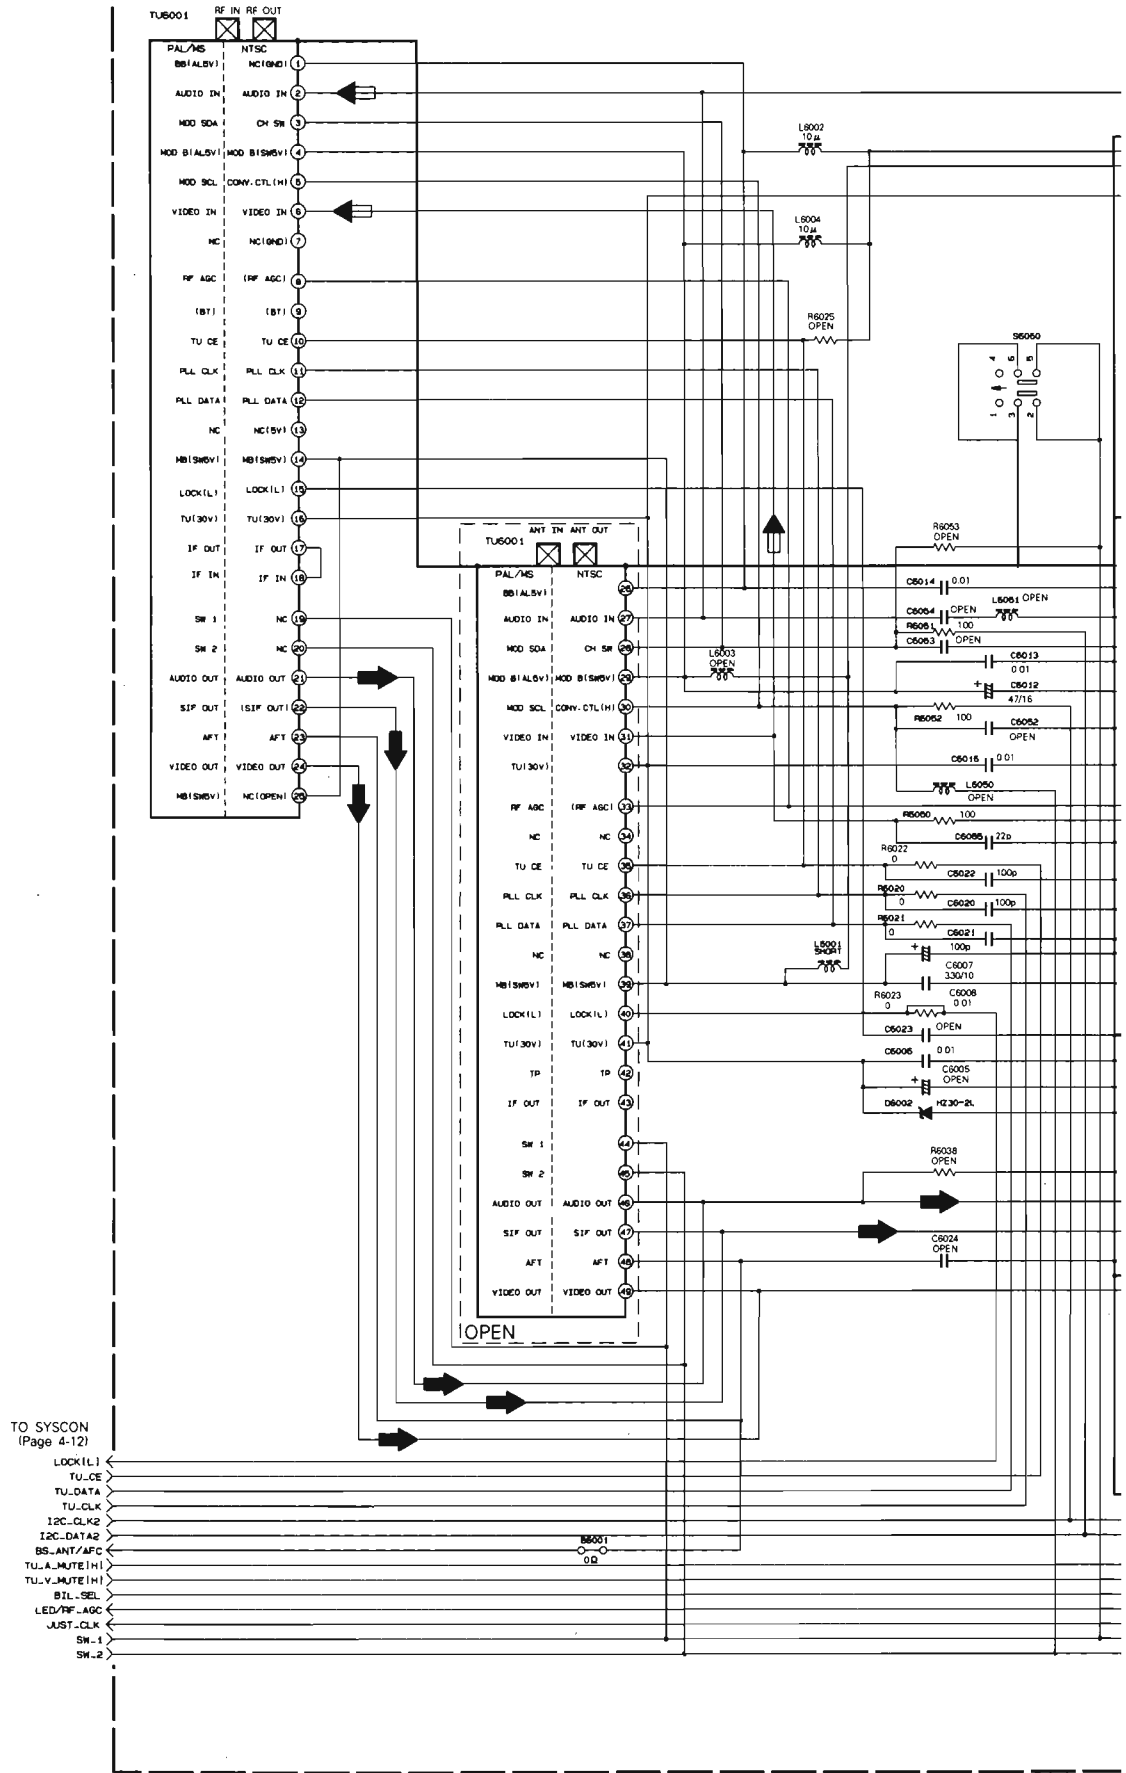 TU6001
RF IN RF OUT
PAL/MS NTSC
BB(AL5V) NC(GND) 1
AUDIO IN AUDIO IN 2
MOD SDA CH SW 3
MOD B(AL5V) MOD B(SW5V) 4
MOD SCL CONV.CTL(H) 5
VIDEO IN VIDEO IN 6
NC NC(GND) 7
RF AGC (RF AGC) 8
(BT) (BT) 9
TU CE TU CE 10
PLL CLK PLL CLK 11
PLL DATA PLL DATA 12
NC NC(5V) 13
MB(SW5V) MB(SW5V) 14
LOCK(L) LOCK(L) 15
TU(30V) TU(30V) 16
IF OUT IF OUT 17
IF IN IF IN 18
SW 1 NC 19
SW 2 NC 20
AUDIO OUT AUDIO OUT 21
SIF OUT (SIF OUT) 22
AFT AFT 23
VIDEO OUT VIDEO OUT 24
MB(SW5V) NC(OPEN) 25
L6002
10μ
L6004
10μ
R6025
OPEN
S6060
4 6 5
1 3 2
ANT IN ANT OUT
TU6001
PAL/MS NTSC
BB(AL5V) 26
AUDIO IN AUDIO IN 27
MOD SDA CH SW 28
MOD B(AL5V) MOD B(SW5V) 29
MOD SCL CONV.CTL(H) 30
VIDEO IN VIDEO IN 31
TU(30V) 32
RF AGC (RF AGC) 33
NC NC 34
TU CE TU CE 35
PLL CLK PLL CLK 36
PLL DATA PLL DATA 37
NC NC 38
MB(SW5V) MB(SW5V) 39
LOCK(L) LOCK(L) 40
TU(30V) TU(30V) 41
TP TP 42
IF OUT IF OUT 43
SW 1 44
SW 2 45
AUDIO OUT AUDIO OUT 46
SIF OUT SIF OUT 47
AFT AFT 48
VIDEO OUT VIDEO OUT 49
OPEN
L6003
OPEN
L6001
SHORT
R6053
OPEN
C6014 0.01
C6054 OPEN L6051 OPEN
R6051 100
C6053 OPEN
C6013
0.01
+ C6012
47/16
R6052 100 C6052
OPEN
C6016 0.01
L6050
OPEN
R6060 100
22p
R6022
0
C6022 100p
R6020
0 C6020 100p
R6021
0 C6021
100p
+
C6007
330/10
R6023
0
C6008
0.01
C6023 OPEN
C6006 0.01
+ C6005
OPEN
D6002 HZ30-2L
R6038
OPEN
C6024
OPEN
TO SYSCON
(Page 4-12)
LOCK(L)
TU_CE
TU_DATA
TU_CLK
I2C_CLK2
I2C_DATA2
BS_ANT/AFC
0Ω
TU_A_MUTE(H)
TU_V_MUTE(H)
BIL_SEL
LED/RF_AGC
JUST_CLK
SW_1
SW_2